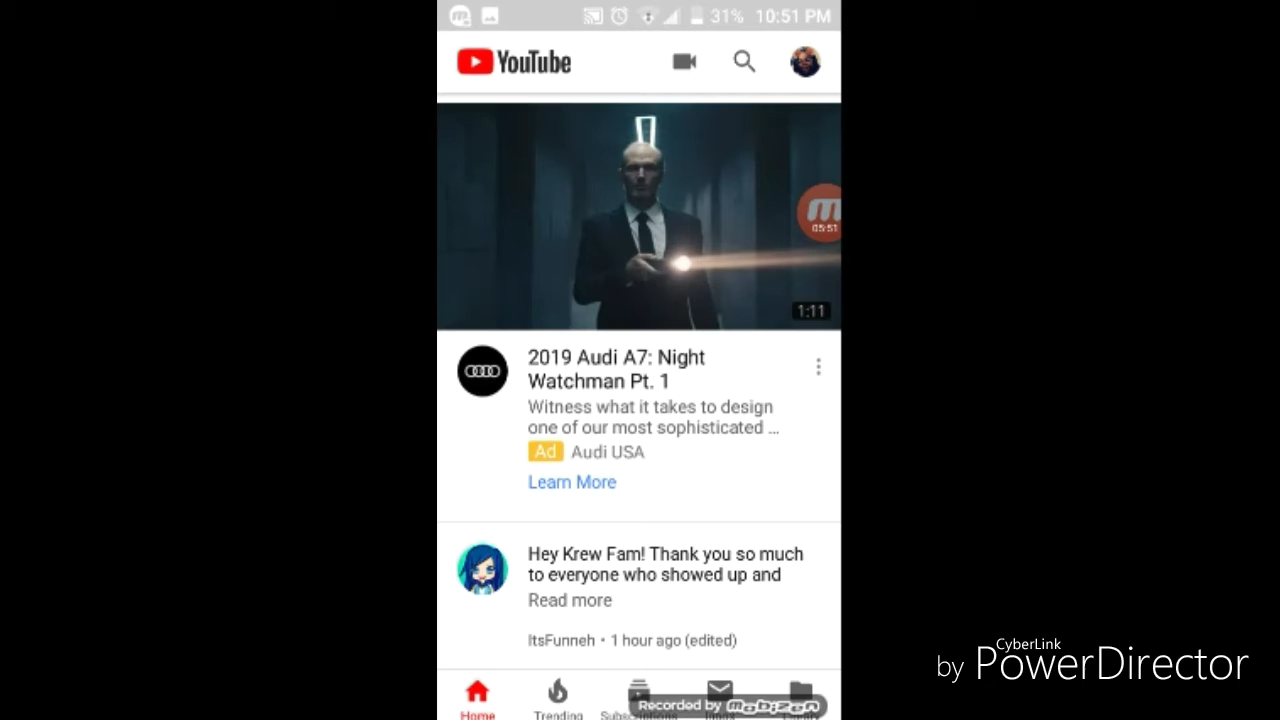 31% 10:51 PM
YouTube
05:51
1:11
2019 Audi A7: Night
Watchman Pt. 1
Witness what it takes to design
one of our most sophisticated ...
Ad Audi USA
Learn More
Hey Krew Fam! Thank you so much
to everyone who showed up and
Read more
ItsFunneh • 1 hour ago (edited)
Home Trending Subscriptions
Recorded by mobizen
CyberLink
by PowerDirector